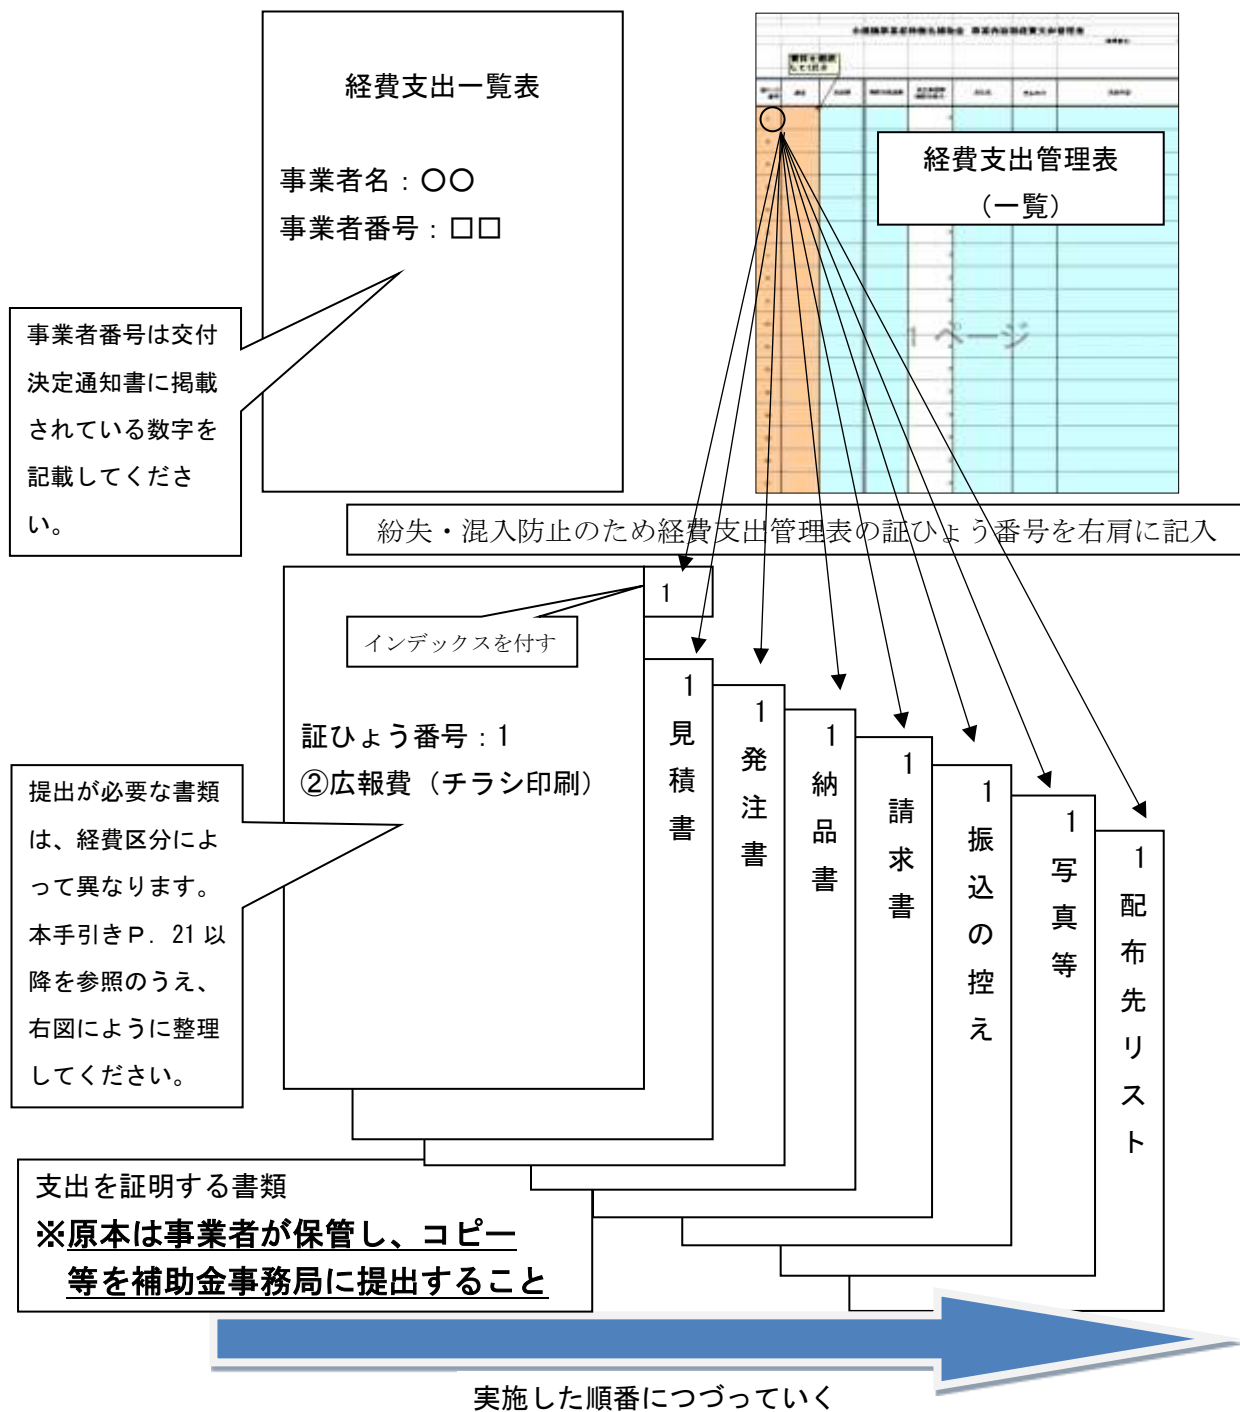 経費支出一覧表
事業者名：〇〇
事業者番号：□□
経費支出管理表
（一覧）
1 ページ
事業者番号は交付
決定通知書に掲載
されている数字を
記載してくださ
い。
紛失・混入防止のため経費支出管理表の証ひょう番号を右肩に記入
1
インデックスを付す
証ひょう番号：1
②広報費（チラシ印刷）
提出が必要な書類
は、経費区分によ
って異なります。
本手引きＰ．21 以
降を参照のうえ、
右図にように整理
してください。
1 見積書
1 発注書
1 納品書
1 請求書
1 振込の控え
1 写真等
1 配布先リスト
支出を証明する書類
※原本は事業者が保管し、コピー
等を補助金事務局に提出すること
実施した順番につづっていく